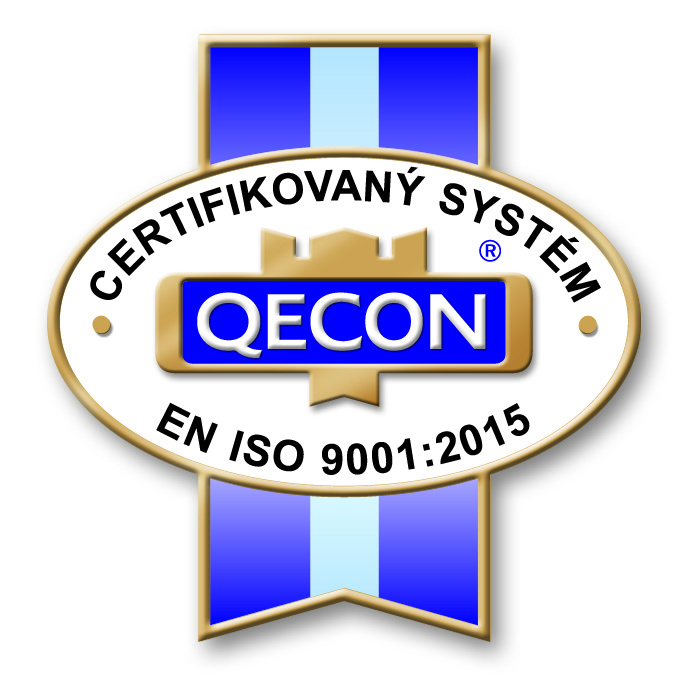 CERTIFIKOVANÝ SYSTÉM
®
QECON
EN ISO 9001:2015